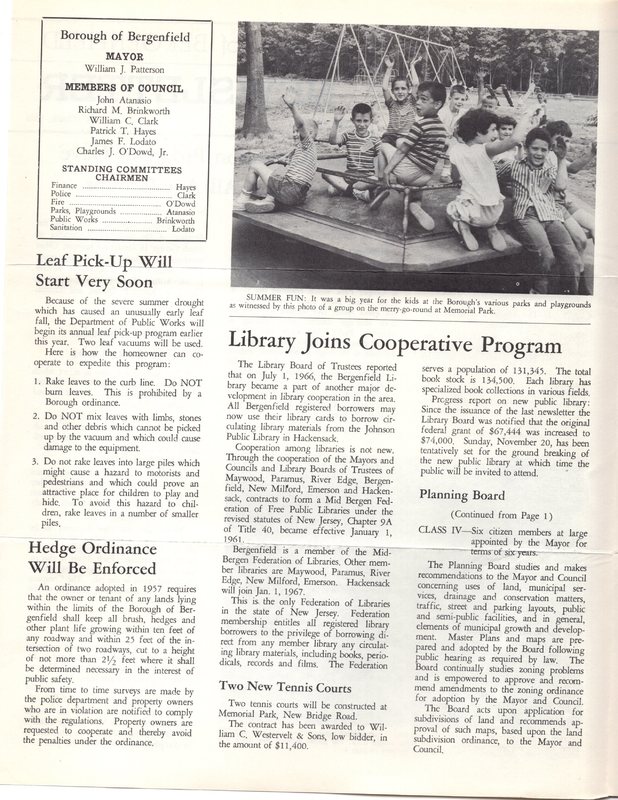 Borough of Bergenfield
MAYOR
William J. Patterson
MEMBERS OF COUNCIL
John Atanasio
Richard M. Brinkworth
William C. Clark
Patrick T. Hayes
James F. Lodato
Charles J. O'Dowd, Jr.
STANDING COMMITTEES
CHAIRMEN
Finance ........................ Hayes
Police ........................ Clark
Fire ........................ O'Dowd
Parks, Playgrounds ............ Atanasio
Public Works ............ Brinkworth
Sanitation ........................ Lodato
Leaf Pick-Up Will
Start Very Soon
Because of the severe summer drought
which has caused an unusually early leaf
fall, the Department of Public Works will
begin its annual leaf pick-up program earlier
this year. Two leaf vacuums will be used.
Here is how the homeowner can co-
operate to expedite this program:
1. Rake leaves to the curb line. Do NOT
burn leaves. This is prohibited by a
Borough ordinance.
2. Do NOT mix leaves with limbs, stones
and other debris which cannot be picked
up by the vacuum and which could cause
damage to the equipment.
3. Do not rake leaves into large piles which
might cause a hazard to motorists and
pedestrians and which could prove an
attractive place for children to play and
hide. To avoid this hazard to chil-
dren, rake leaves in a number of smaller
piles.
Hedge Ordinance
Will Be Enforced
An ordinance adopted in 1957 requires
that the owner or tenant of any lands lying
within the limits of the Borough of Ber-
genfield shall keep all brush, hedges and
other plant life growing within ten feet of
any roadway and within 25 feet of the in-
tersection of two roadways, cut to a height
of not more than 2½ feet where it shall
be determined necessary in the interest of
public safety.
From time to time surveys are made by
the police department and property owners
who are in violation are notified to comply
with the regulations. Property owners are
requested to cooperate and thereby avoid
the penalties under the ordinance.
SUMMER FUN: It was a big year for the kids at the Borough's various parks and playgrounds
as witnessed by this photo of a group on the merry-go-round at Memorial Park.
Library Joins Cooperative Program
The Library Board of Trustees reported
that on July 1, 1966, the Bergenfield Li-
brary became a part of another major de-
velopment in library cooperation in the area.
All Bergenfield registered borrowers may
now use their library cards to borrow cir-
culating library materials from the Johnson
Public Library in Hackensack.
Cooperation among libraries is not new.
Through the cooperation of the Mayors and
Councils and Library Boards of Trustees of
Maywood, Paramus, River Edge, Bergen-
field, New Milford, Emerson and Hacken-
sack, contracts to form a Mid Bergen Fed-
eration of Free Public Libraries under the
revised statutes of New Jersey, Chapter 9A
of Title 40, became effective January 1,
1961.
Bergenfield is a member of the Mid-
Bergen Federation of Libraries. Other mem-
ber libraries are Maywood, Paramus, River
Edge, New Milford, Emerson. Hackensack
will join Jan. 1, 1967.
This is the only Federation of Libraries
in the state of New Jersey. Federation
membership entitles all registered library
borrowers to the privilege of borrowing di-
rect from any member library any circulat-
ing library materials, including books, perio-
dicals, records and films. The Federation
Two New Tennis Courts
Two tennis courts will be constructed at
Memorial Park, New Bridge Road.
The contract has been awarded to Wil-
liam C. Westervelt & Sons, low bidder, in
the amount of $11,400.
serves a population of 131,345. The total
book stock is 134,500. Each library has
specialized book collections in various fields.
Progress report on new public library:
Since the issuance of the last newsletter the
Library Board was notified that the original
federal grant of $67,444 was increased to
$74,000. Sunday, November 20, has been
tentatively set for the ground breaking of
the new public library at which time the
public will be invited to attend.
Planning Board
(Continued from Page 1)
CLASS IV—Six citizen members at large
appointed by the Mayor for
terms of six years.
The Planning Board studies and makes
recommendations to the Mayor and Council
concerning uses of land, municipal ser-
vices, drainage and conservation matters,
traffic, street and parking layouts, public
and semi-public facilities, and in general,
elements of municipal growth and develop-
ment. Master Plans and maps are pre-
pared and adopted by the Board following
public hearing as required by law. The
Board continually studies zoning problems
and is empowered to approve and recom-
mend amendments to the zoning ordinance
for adoption by the Mayor and Council.
The Board acts upon application for
subdivisions of land and recommends ap-
proval of such maps, based upon the land
subdivision ordinance, to the Mayor and
Council.